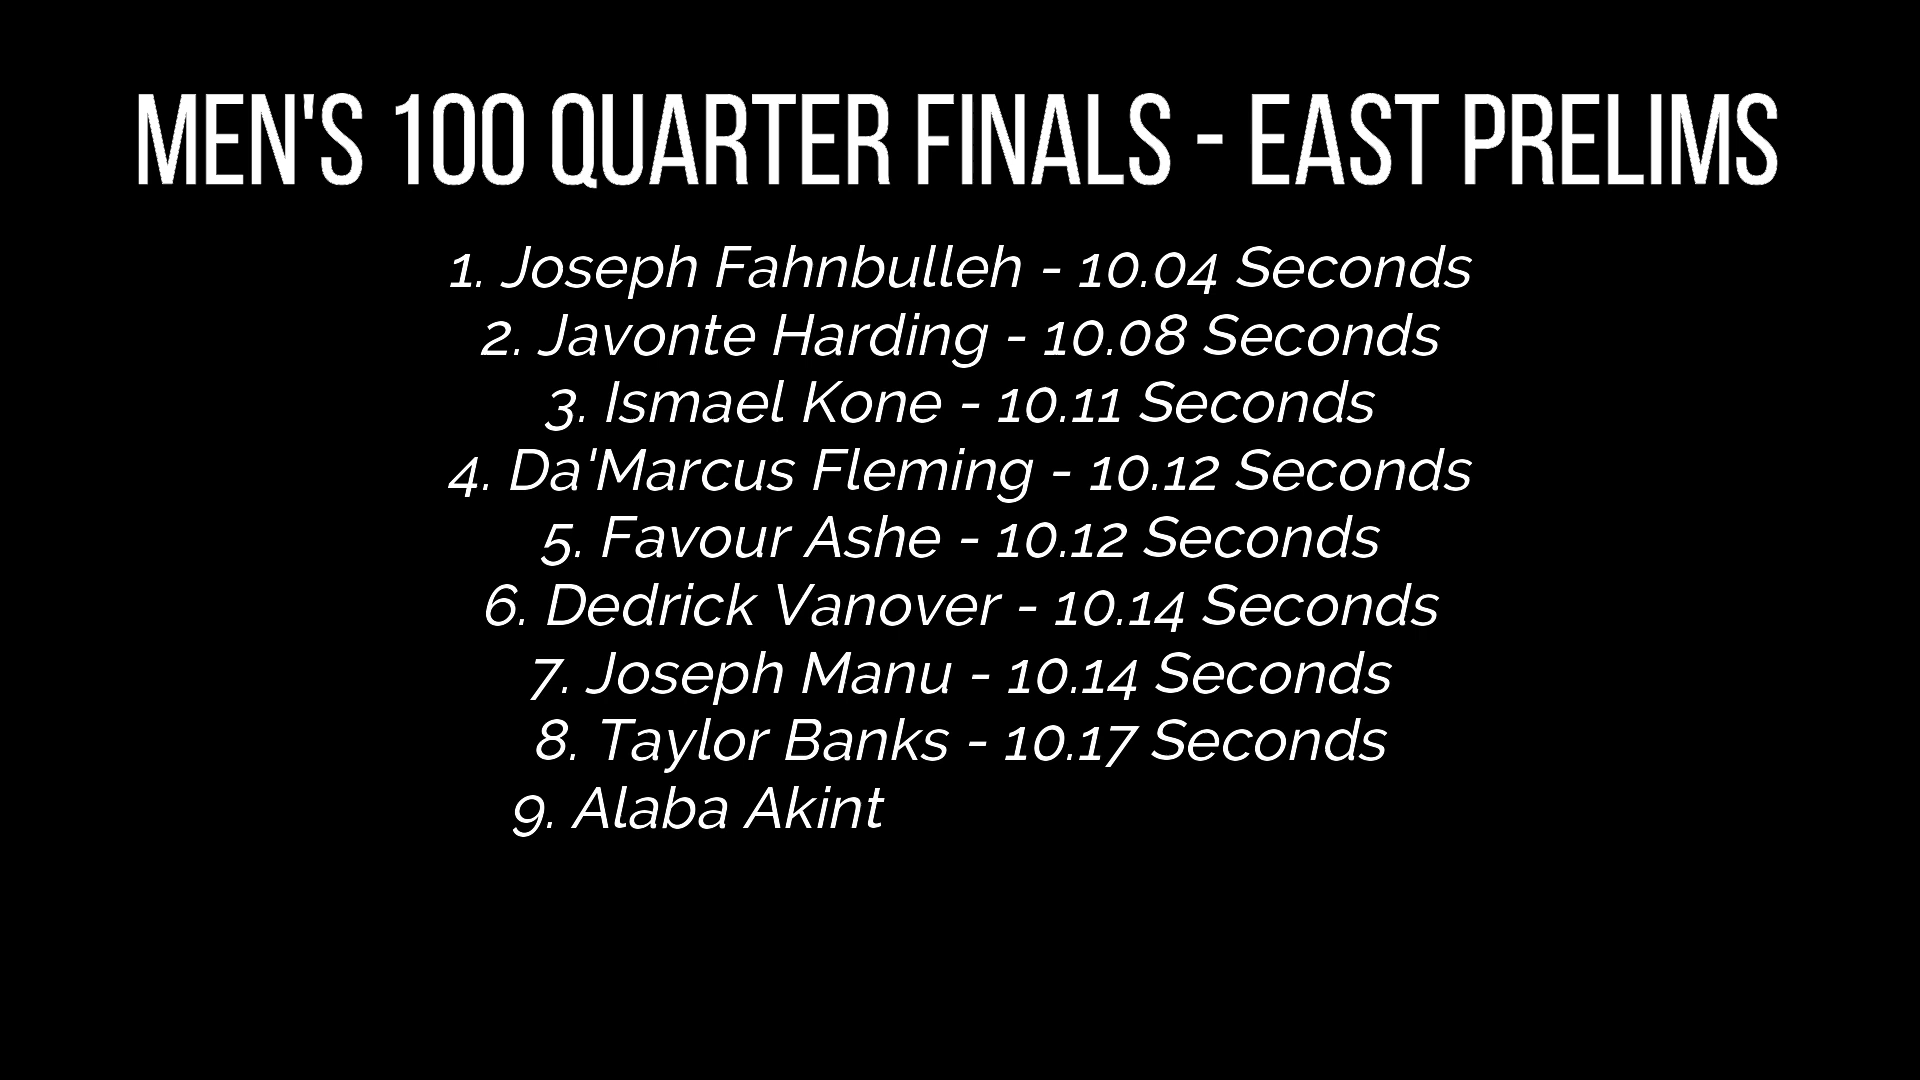 MEN'S 100 QUARTER FINALS - EAST PRELIMS
1. Joseph Fahnbulleh - 10.04 Seconds
2. Javonte Harding - 10.08 Seconds
3. Ismael Kone - 10.11 Seconds
4. Da'Marcus Fleming - 10.12 Seconds
5. Favour Ashe - 10.12 Seconds
6. Dedrick Vanover - 10.14 Seconds
7. Joseph Manu - 10.14 Seconds
8. Taylor Banks - 10.17 Seconds
9. Alaba Akint